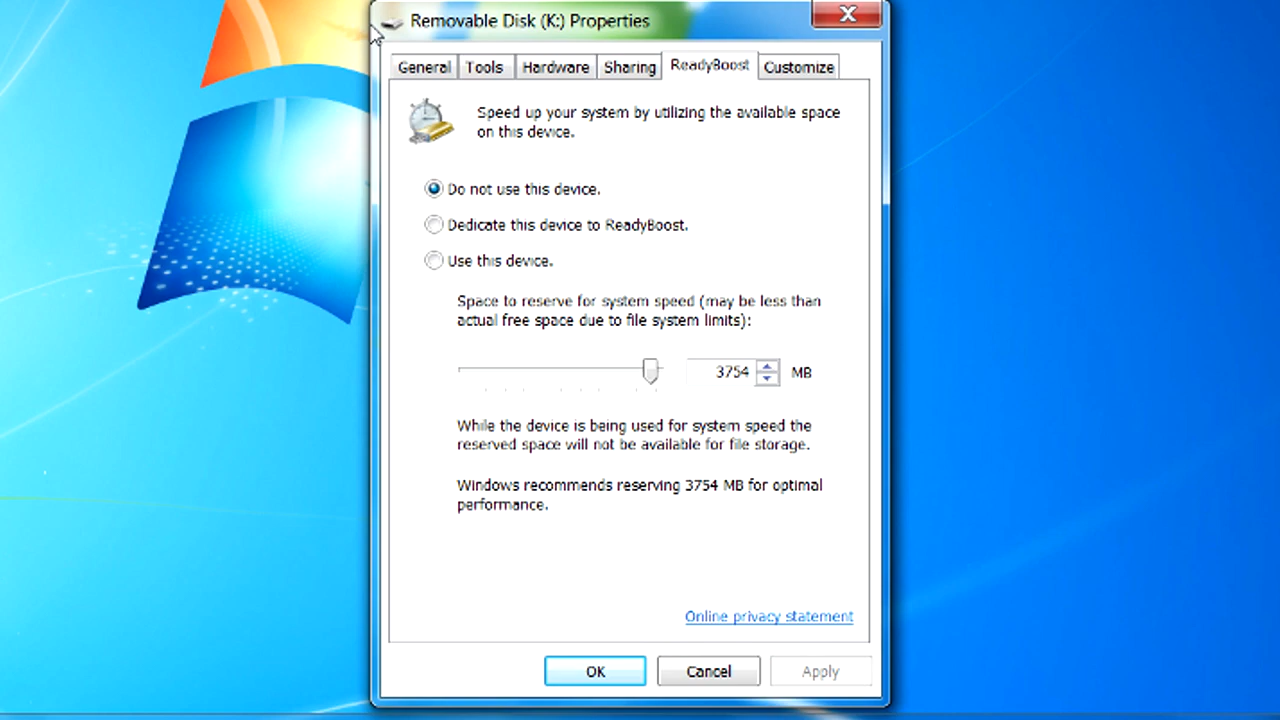 Removable Disk (K:) Properties
X
General Tools Hardware Sharing ReadyBoost Customize
Speed up your system by utilizing the available space
on this device.
Do not use this device.
Dedicate this device to ReadyBoost.
Use this device.
Space to reserve for system speed (may be less than
actual free space due to file system limits):
3754 MB
While the device is being used for system speed the
reserved space will not be available for file storage.
Windows recommends reserving 3754 MB for optimal
performance.
Online privacy statement
OK Cancel Apply